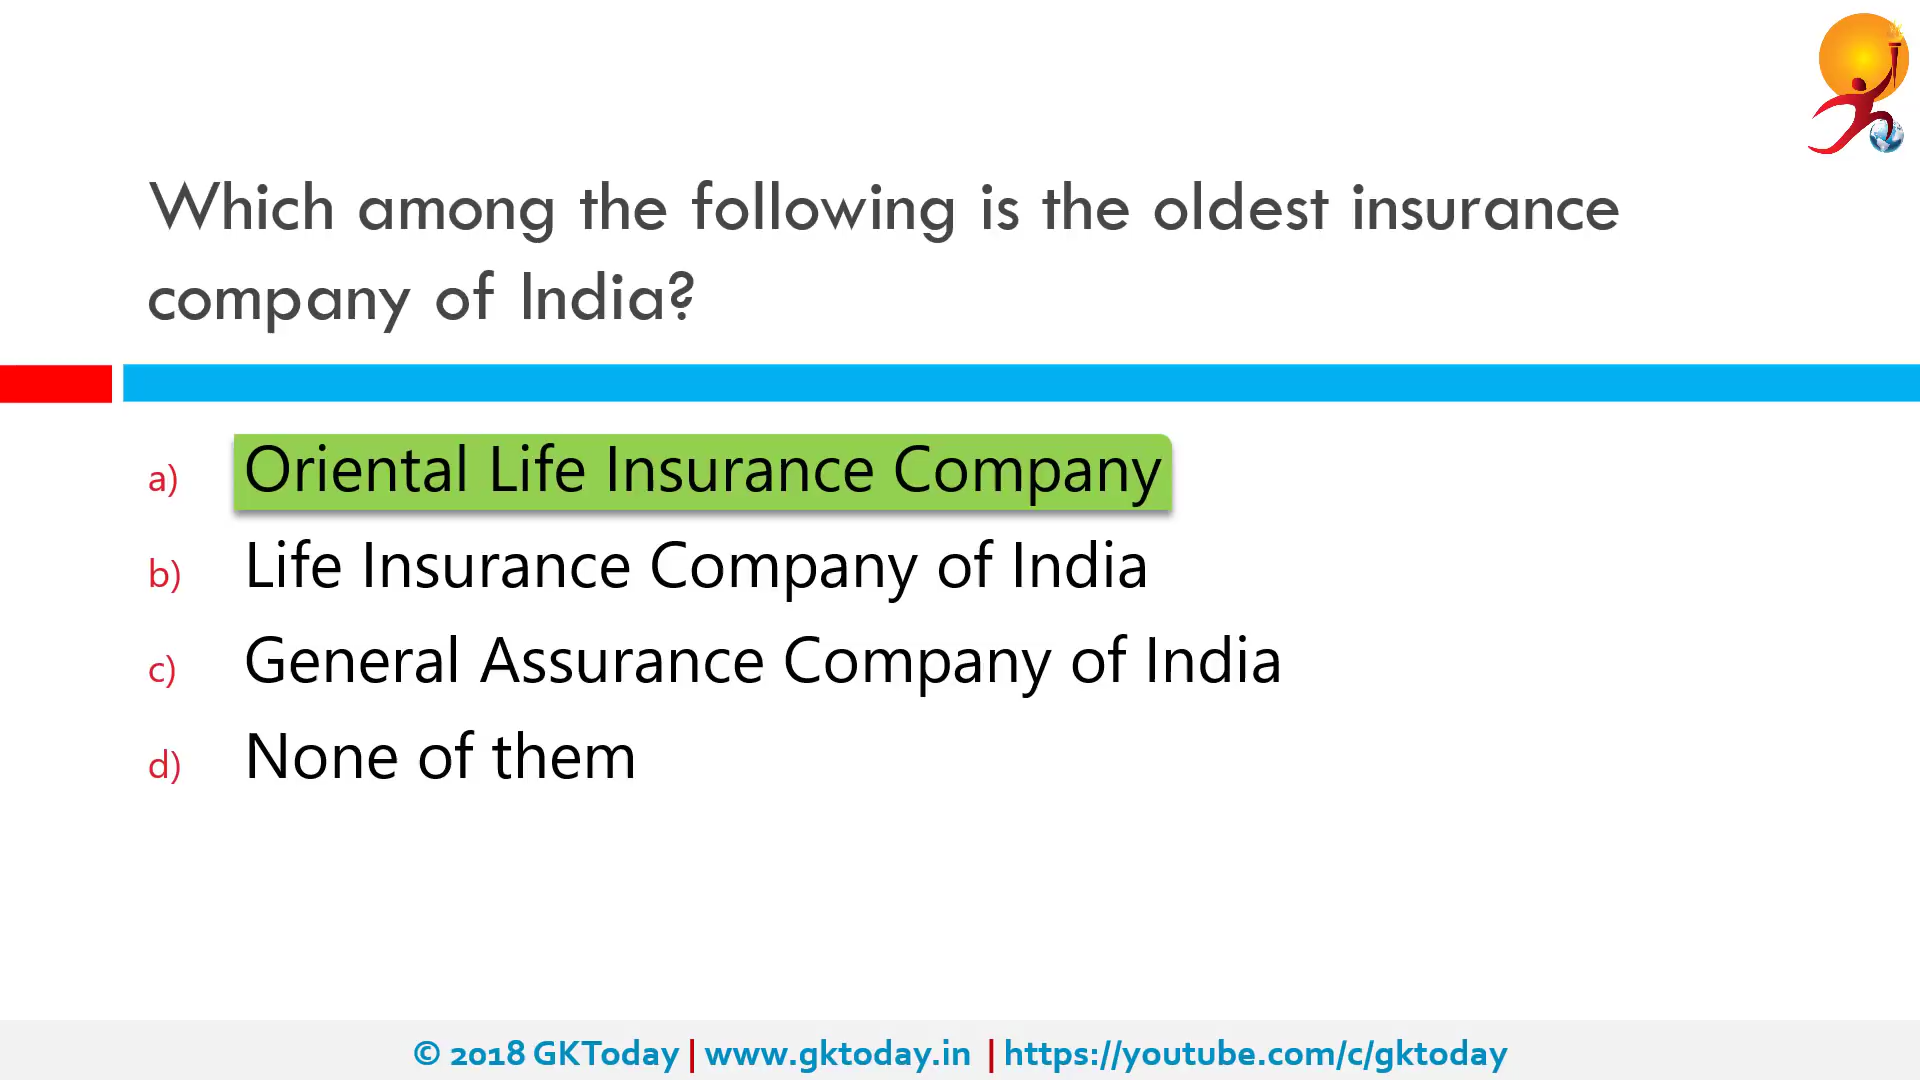 Which among the following is the oldest insurance
company of India?
a) Oriental Life Insurance Company
b) Life Insurance Company of India
c) General Assurance Company of India
d) None of them
© 2018 GKToday | www.gktoday.in | https://youtube.com/c/gktoday